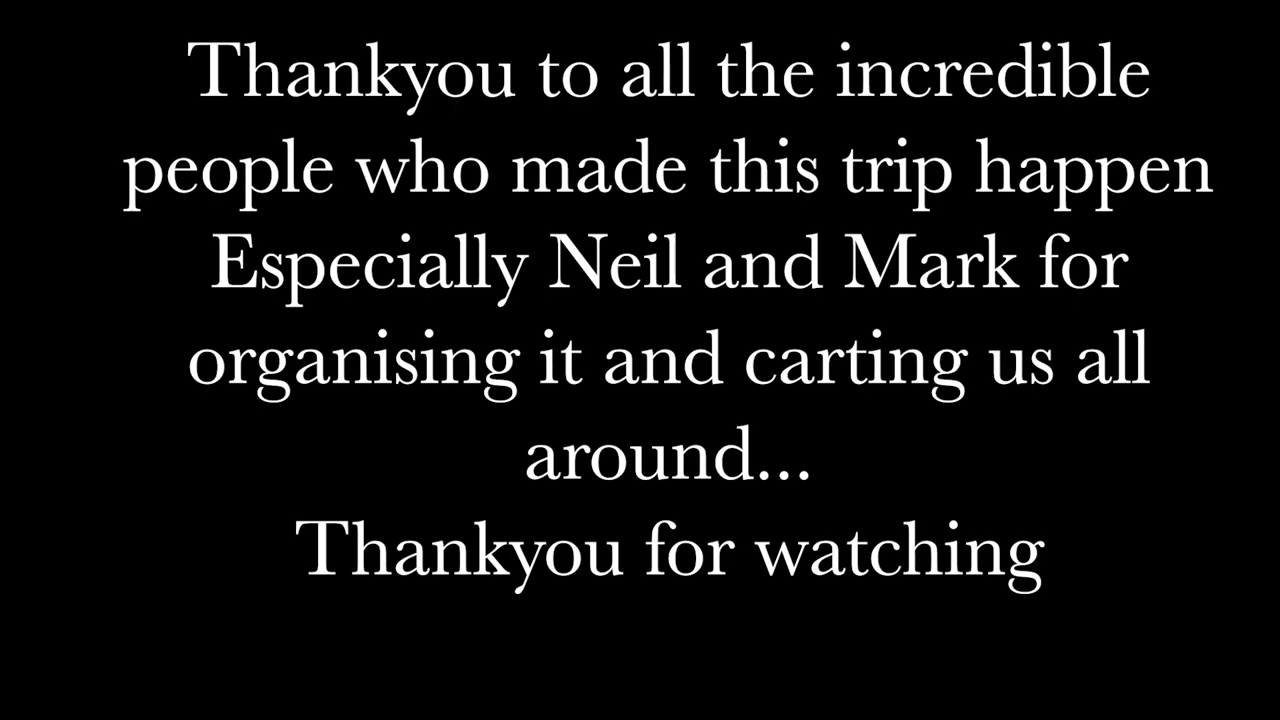 Thankyou to all the incredible
people who made this trip happen
Especially Neil and Mark for
organising it and carting us all
around...
Thankyou for watching